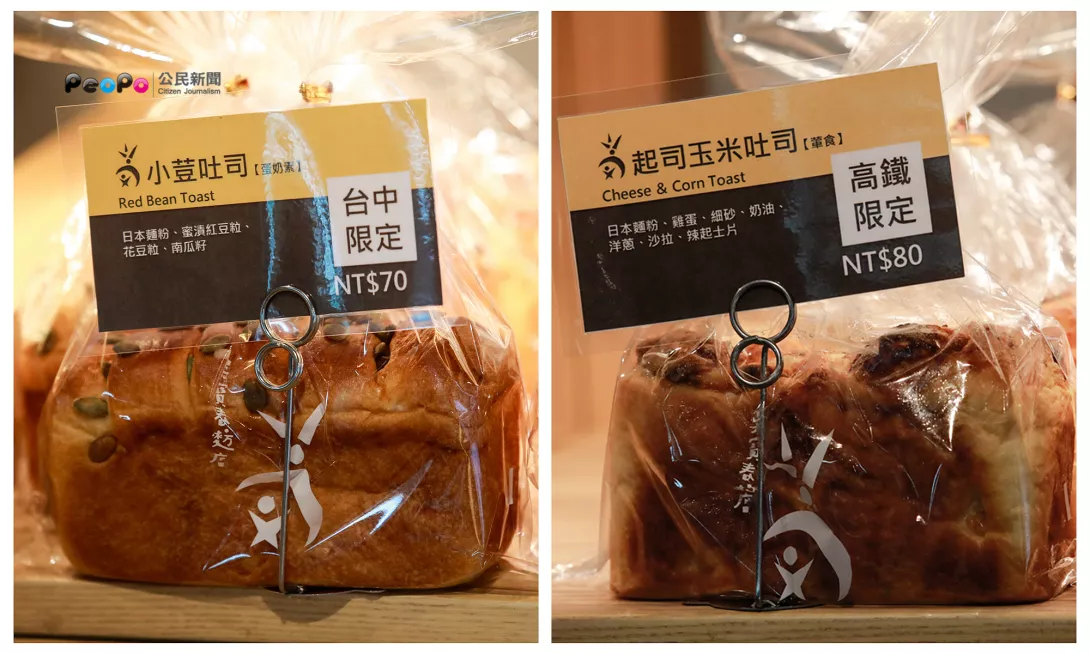 PeoPo 公民新聞
Citizen Journalism
小荳吐司【蛋奶素】
Red Bean Toast
台中
限定
日本麵粉、蜜漬紅豆粒、
花豆粒、南瓜籽
NT$70
起司玉米吐司【葷食】
Cheese & Corn Toast
高鐵
限定
日本麵粉、雞蛋、細砂、奶油、
洋蔥、沙拉、辣起士片
NT$80